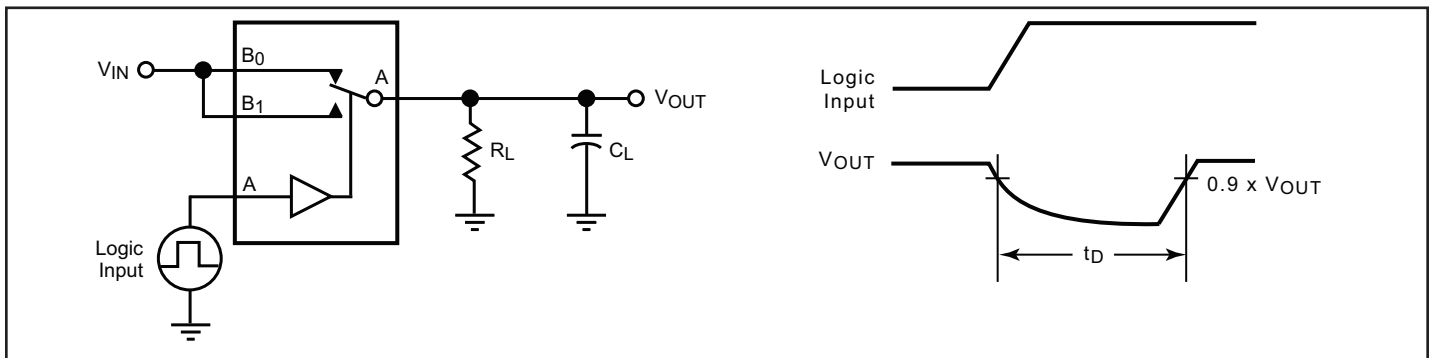 VIN
B0
B1
A
VOUT
RL
CL
A
Logic
Input
Logic
Input
VOUT
0.9 x VOUT
tD